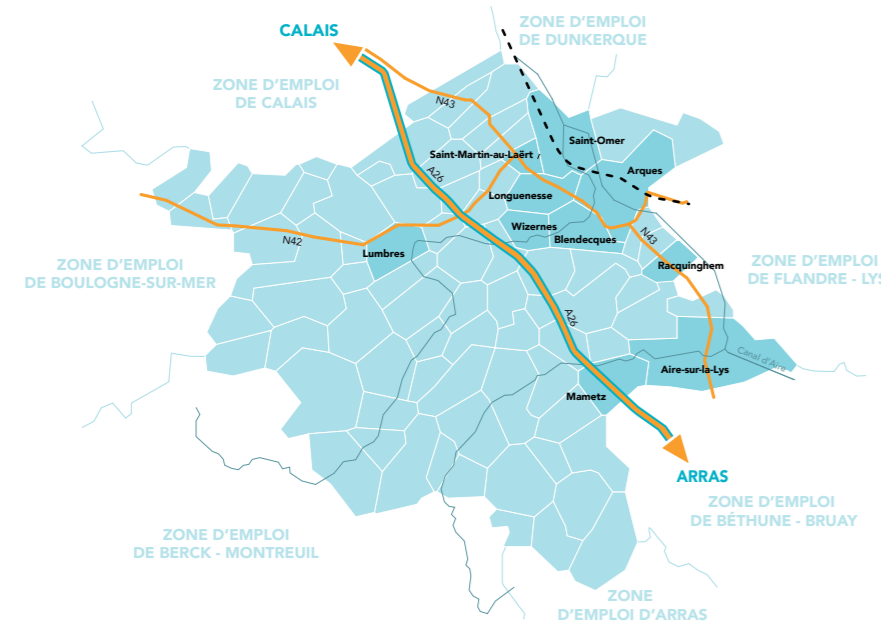 ZONE D'EMPLOI
DE DUNKERQUE
CALAIS
ZONE D'EMPLOI
DE CALAIS
N43
Saint-Omer
Saint-Martin-au-Laërt
Arques
A26
Longuenesse
Wizernes
Blendecques
N43
N42
Lumbres
Racquinghem
ZONE D'EMPLOI
DE BOULOGNE-SUR-MER
ZONE D'EMPLOI
DE FLANDRE - LYS
A26
Canal d'Aire
Aire-sur-la-Lys
Mametz
ARRAS
ZONE D'EMPLOI
DE BÉTHUNE - BRUAY
ZONE D'EMPLOI
DE BERCK - MONTREUIL
ZONE
D'EMPLOI D'ARRAS